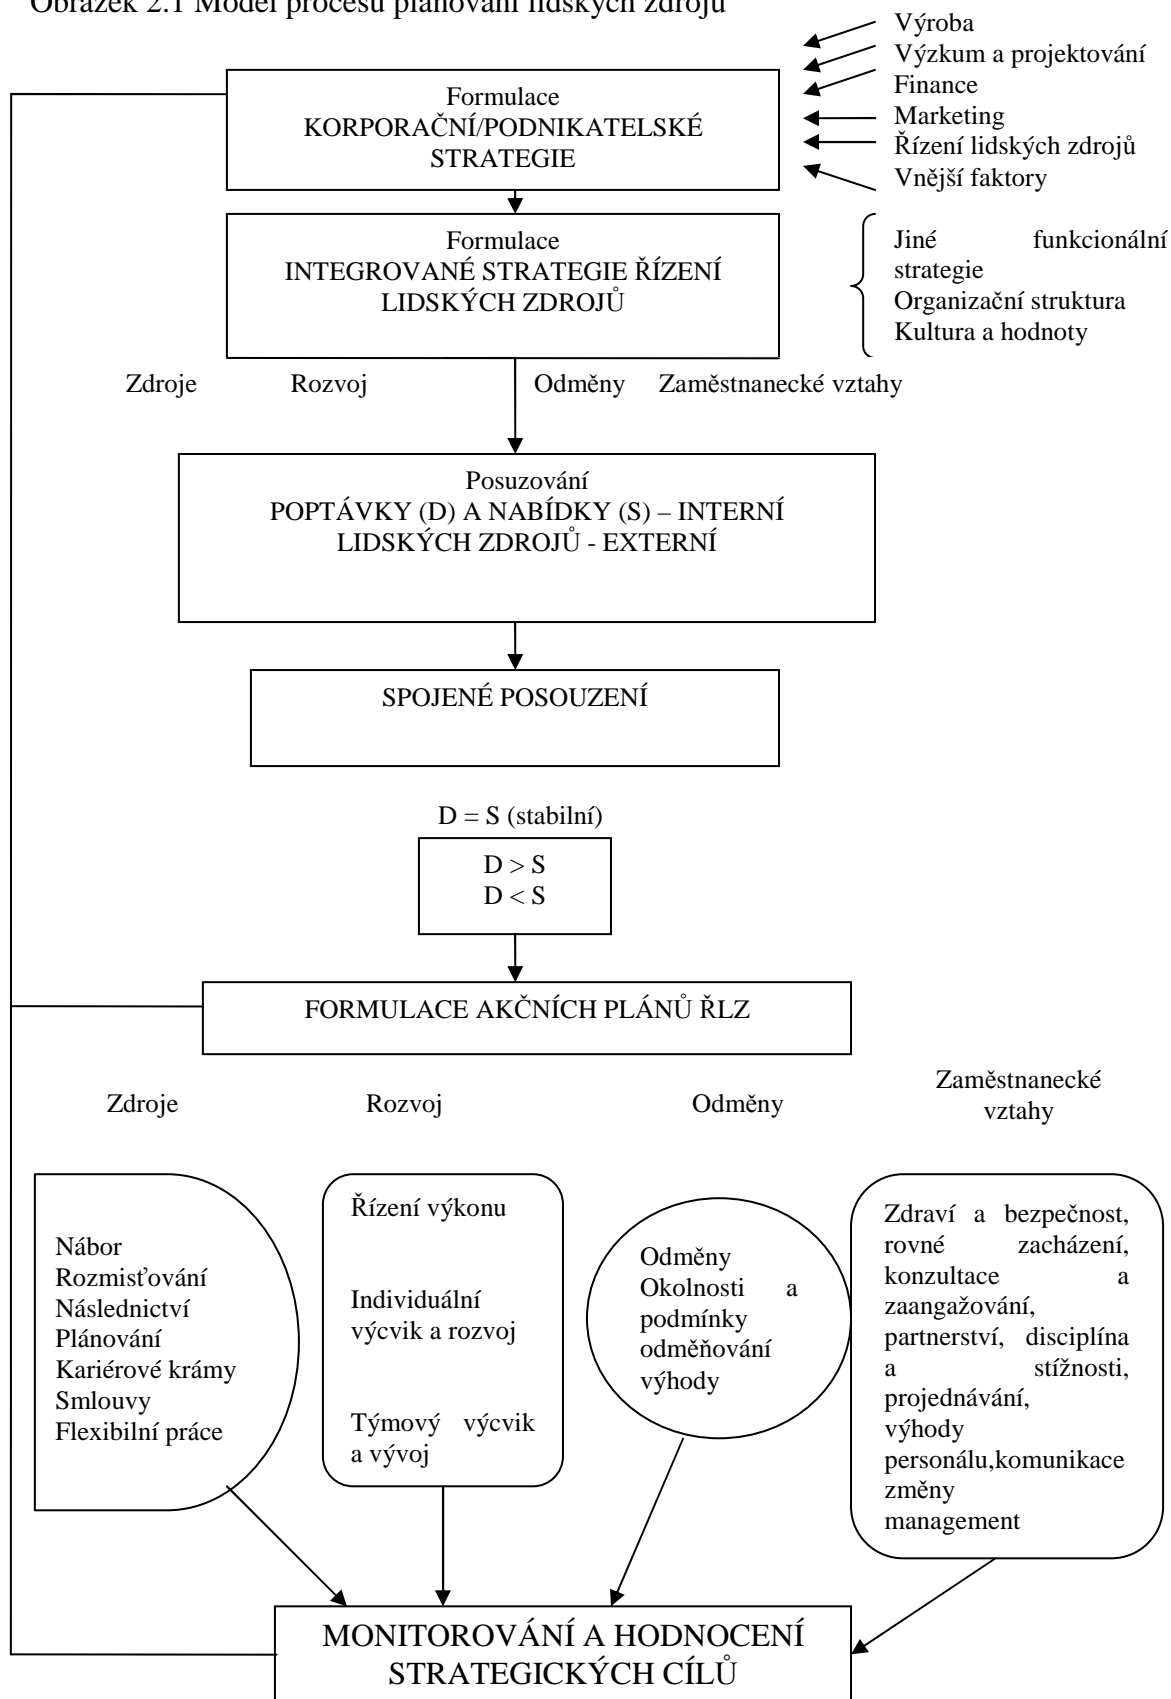 Obrázek 2.1 Model procesu plánování lidských zdrojů
Výroba
Výzkum a projektování
Finance
Marketing
Řízení lidských zdrojů
Vnější faktory
Formulace
KORPORAČNÍ/PODNIKATELSKÉ
STRATEGIE
Formulace
INTEGROVANÉ STRATEGIE ŘÍZENÍ
LIDSKÝCH ZDROJŮ
Jiné funkcionální
strategie
Organizační struktura
Kultura a hodnoty
Zdroje Rozvoj Odměny Zaměstnanecké vztahy
Posuzování
POPTÁVKY (D) A NABÍDKY (S) – INTERNÍ
LIDSKÝCH ZDROJŮ - EXTERNÍ
SPOJENÉ POSOUZENÍ
D = S (stabilní)
D > S
D < S
FORMULACE AKČNÍCH PLÁNŮ ŘLZ
Zdroje
Rozvoj
Odměny
Zaměstnanecké
vztahy
Nábor
Rozmisťování
Následnictví
Plánování
Kariérové krámy
Smlouvy
Flexibilní práce
Řízení výkonu
Individuální
výcvik a rozvoj
Týmový výcvik
a vývoj
Odměny
Okolnosti a
podmínky
odměňování
výhody
Zdraví a bezpečnost,
rovné zacházení,
konzultace a
zaangažování,
partnerství, disciplína
a stížnosti,
projednávání,
výhody
personálu,komunikace
změny
management
MONITOROVÁNÍ A HODNOCENÍ
STRATEGICKÝCH CÍLŮ